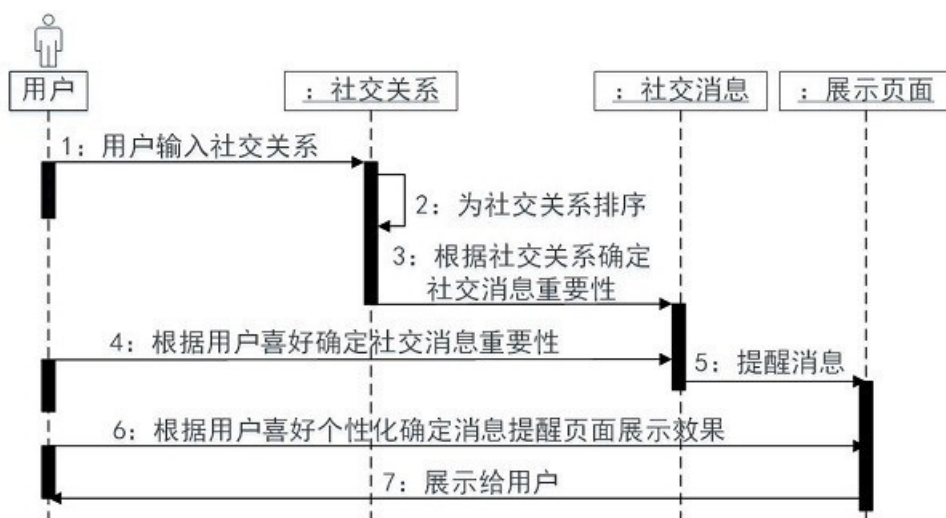 用户
：社交关系
：社交消息
：展示页面
1：用户输入社交关系
2：为社交关系排序
3：根据社交关系确定
社交消息重要性
4：根据用户喜好确定社交消息重要性
5：提醒消息
6：根据用户喜好个性化确定消息提醒页面展示效果
7：展示给用户